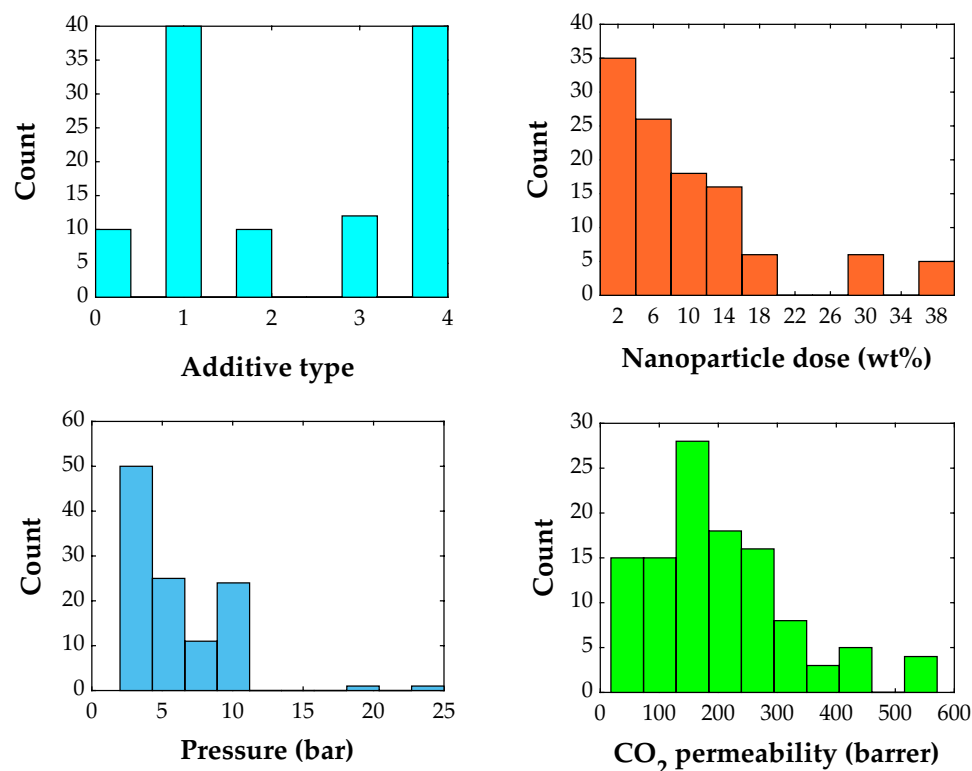 40
35
30
25
20
15
10
5
0
Count
0 1 2 3 4
Additive type
40
35
30
25
20
15
10
5
0
Count
2 6 10 14 18 22 26 30 34 38
Nanoparticle dose (wt%)
60
50
40
30
20
10
0
Count
0 5 10 15 20 25
Pressure (bar)
30
25
20
15
10
5
0
Count
0 100 200 300 400 500 600
CO₂ permeability (barrer)